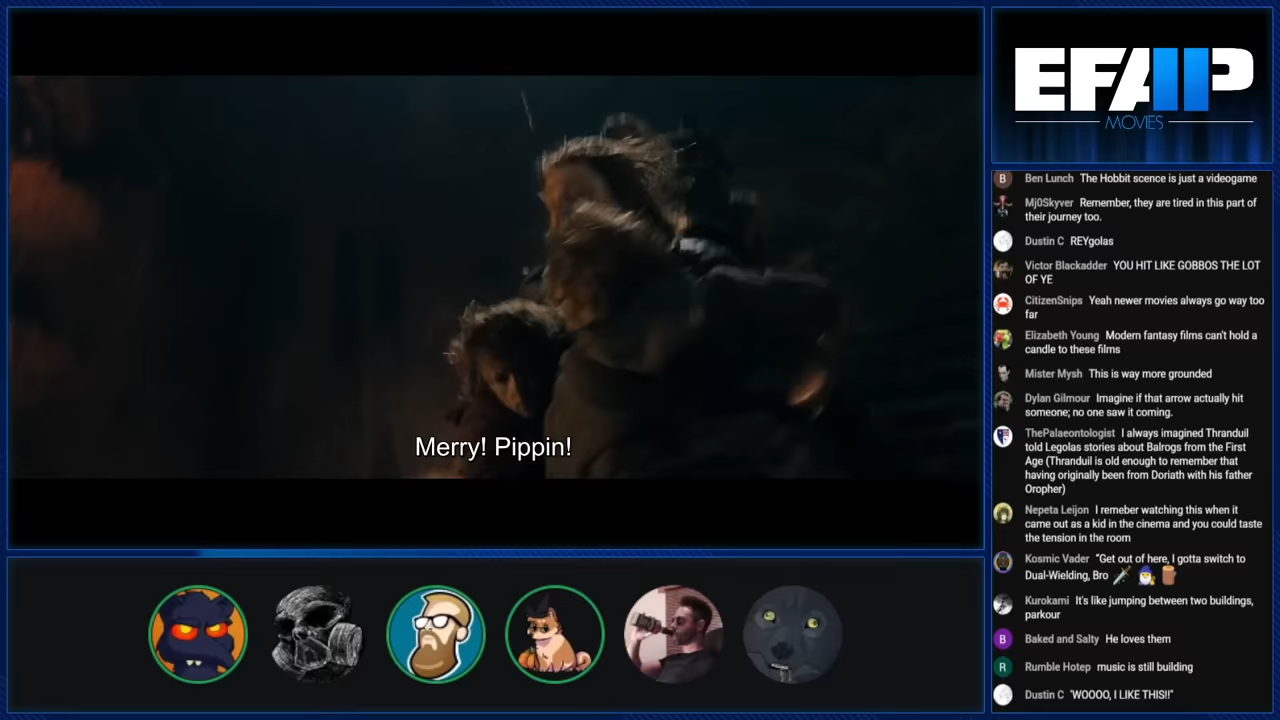 EFAP
MOVIES
B Ben Lunch The Hobbit scence is just a videogame
Mj0Skyver Remember, they are tired in this part of
their journey too.
Dustin C REYgolas
Victor Blackadder YOU HIT LIKE GOBBOS THE LOT
OF YE
CitizenSnips Yeah newer movies always go way too
far
Elizabeth Young Modern fantasy films can't hold a
candle to these films
Mister Mysh This is way more grounded
Dylan Gilmour Imagine if that arrow actually hit
someone; no one saw it coming.
ThePalaeontologist I always imagined Thranduil
told Legolas stories about Balrogs from the First
Age (Thranduil is old enough to remember that
having originally been from Doriath with his father
Oropher)
Nepeta Leijon I remeber watching this when it
came out as a kid in the cinema and you could taste
the tension in the room
Kosmic Vader “Get out of here, I gotta switch to
Dual-Wielding, Bro
Kurokami It's like jumping between two buildings,
parkour
B Baked and Salty He loves them
R Rumble Hotep music is still building
Dustin C 'WOOOO, I LIKE THIS!!"
Merry! Pippin!